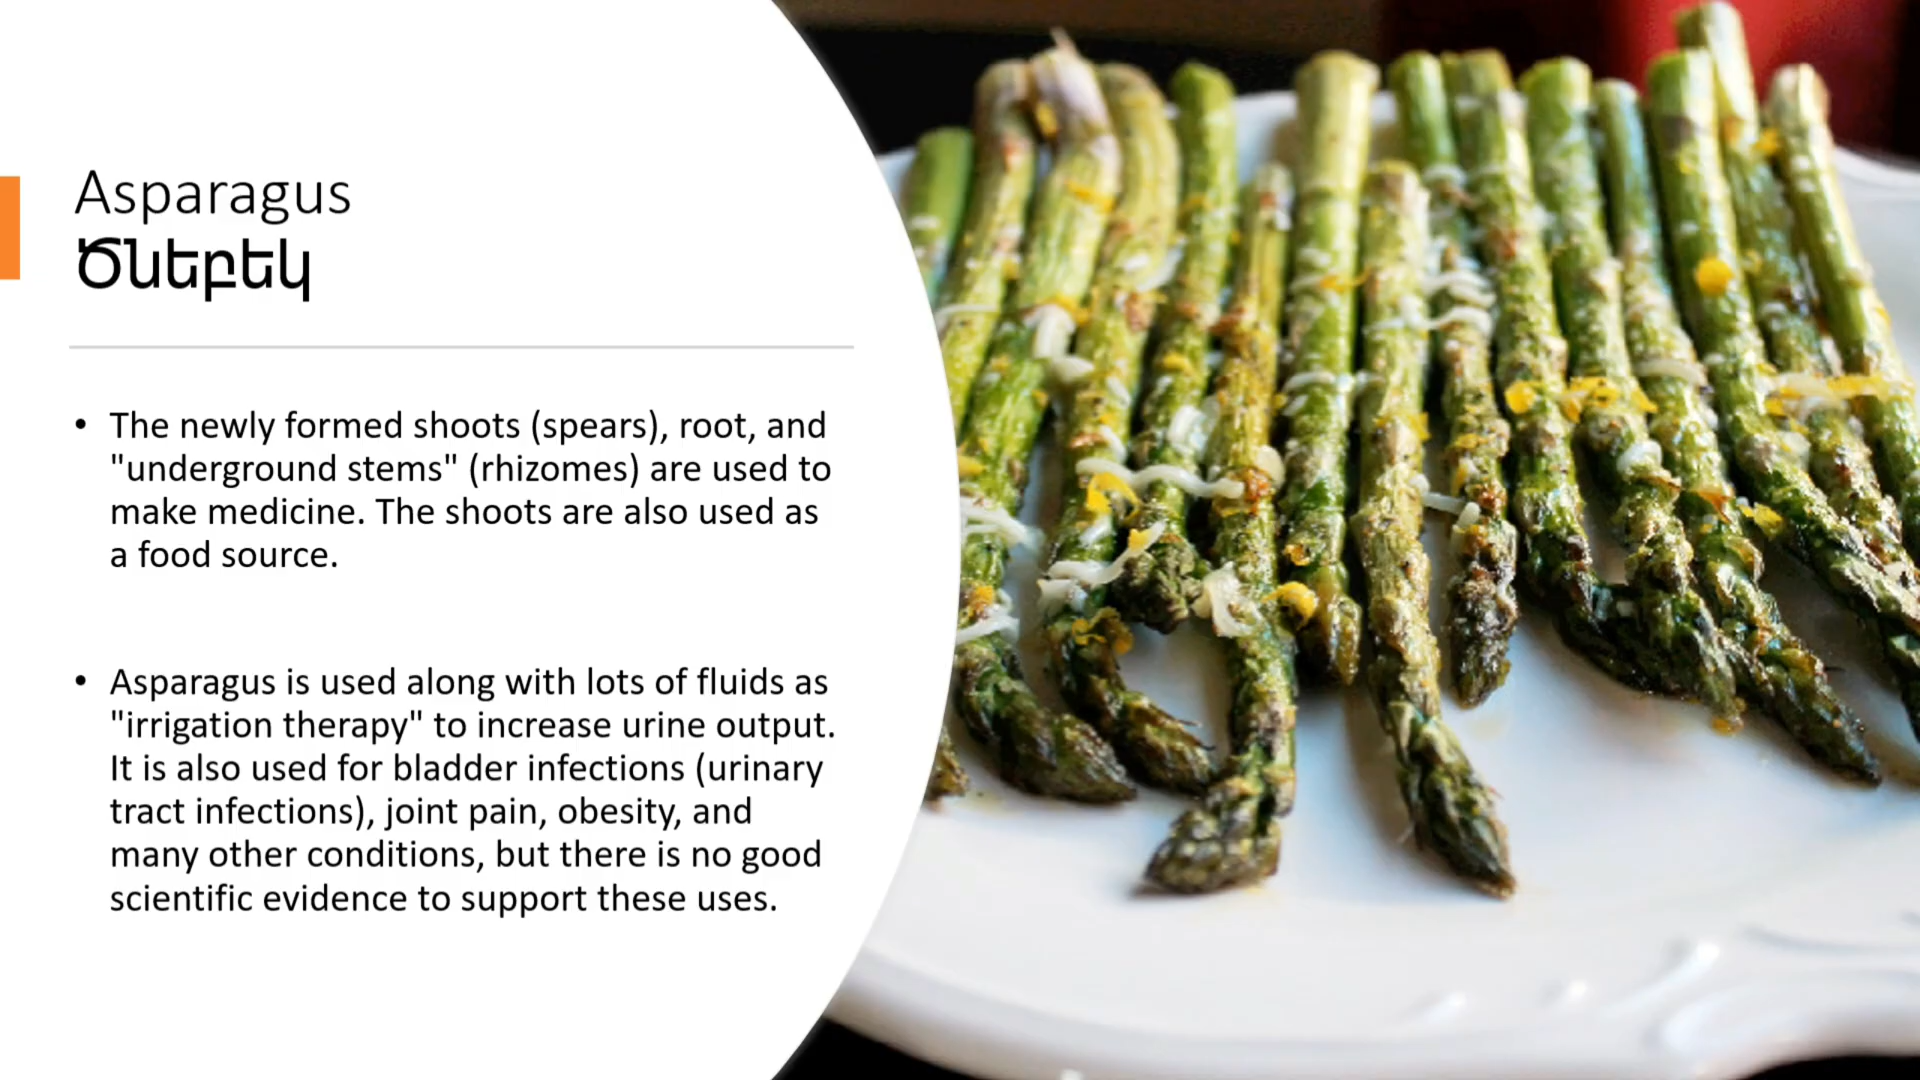 Asparagus
Ծնեբեկ
• The newly formed shoots (spears), root, and
"underground stems" (rhizomes) are used to
make medicine. The shoots are also used as
a food source.
• Asparagus is used along with lots of fluids as
"irrigation therapy" to increase urine output.
It is also used for bladder infections (urinary
tract infections), joint pain, obesity, and
many other conditions, but there is no good
scientific evidence to support these uses.